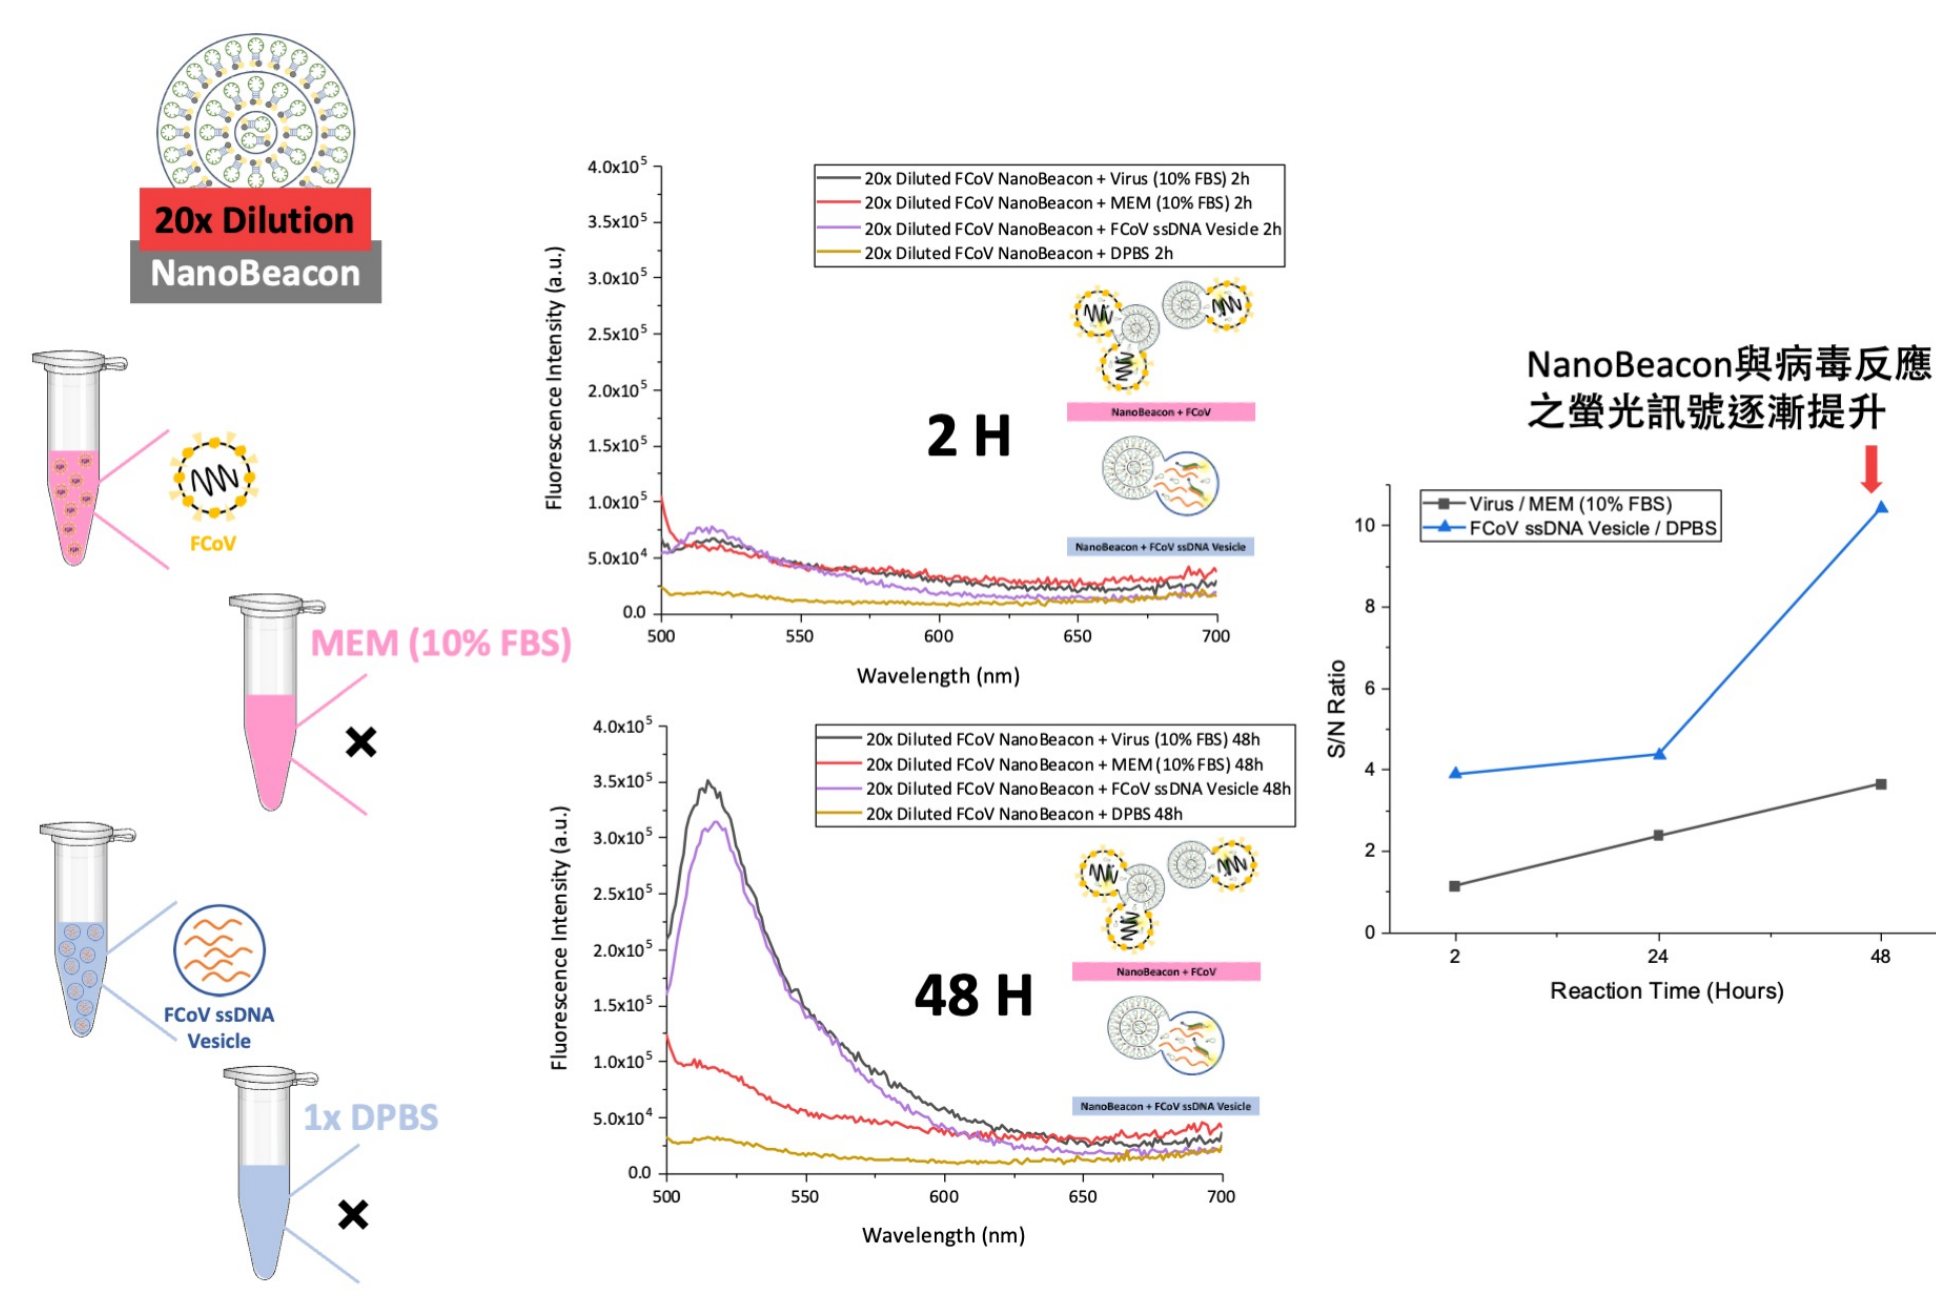 20x Dilution
NanoBeacon
FCoV
MEM (10% FBS)
FCoV ssDNA
Vesicle
1x DPBS
Fluorescence Intensity (a.u.)
4.0x10⁵
3.5x10⁵
3.0x10⁵
2.5x10⁵
2.0x10⁵
1.5x10⁵
1.0x10⁵
5.0x10⁴
0.0
500 550 600 650 700
Wavelength (nm)
20x Diluted FCoV NanoBeacon + Virus (10% FBS) 2h
20x Diluted FCoV NanoBeacon + MEM (10% FBS) 2h
20x Diluted FCoV NanoBeacon + FCoV ssDNA Vesicle 2h
20x Diluted FCoV NanoBeacon + DPBS 2h
2 H
NanoBeacon + FCoV
NanoBeacon + FCoV ssDNA Vesicle
Fluorescence Intensity (a.u.)
4.0x10⁵
3.5x10⁵
3.0x10⁵
2.5x10⁵
2.0x10⁵
1.5x10⁵
1.0x10⁵
5.0x10⁴
0.0
500 550 600 650 700
Wavelength (nm)
20x Diluted FCoV NanoBeacon + Virus (10% FBS) 48h
20x Diluted FCoV NanoBeacon + MEM (10% FBS) 48h
20x Diluted FCoV NanoBeacon + FCoV ssDNA Vesicle 48h
20x Diluted FCoV NanoBeacon + DPBS 48h
48 H
NanoBeacon + FCoV
NanoBeacon + FCoV ssDNA Vesicle
NanoBeacon與病毒反應
之螢光訊號逐漸提升
Virus / MEM (10% FBS)
FCoV ssDNA Vesicle / DPBS
S/N Ratio
10
8
6
4
2
0
2 24 48
Reaction Time (Hours)